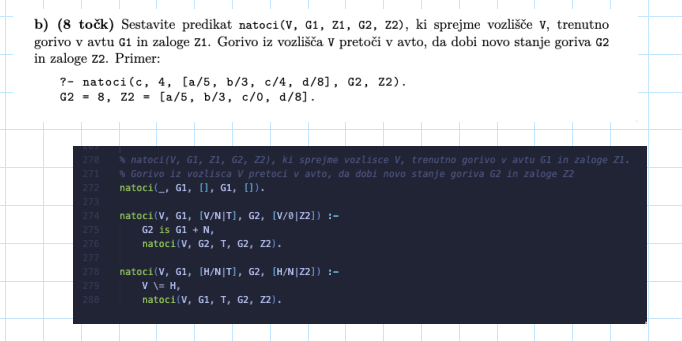 b) (8 točk) Sestavite predikat natoci(V, G1, Z1, G2, Z2), ki sprejme vozlišče V, trenutno
gorivo v avtu G1 in zaloge Z1. Gorivo iz vozlišča V pretoči v avto, da dobi novo stanje goriva G2
in zaloge Z2. Primer:
?- natoci(c, 4, [a/5, b/3, c/4, d/8], G2, Z2).
G2 = 8, Z2 = [a/5, b/3, c/0, d/8].
270 % natoci(V, G1, Z1, G2, Z2), ki sprejme vozlisce V, trenutno gorivo v avtu G1 in zaloge Z1.
271 % Gorivo iz vozlisca V pretoci v avto, da dobi novo stanje goriva G2 in zaloge Z2
272 natoci(_, G1, [], G1, []).
273
274 natoci(V, G1, [V/N|T], G2, [V/0|Z2]) :-
275 G2 is G1 + N,
276 natoci(V, G2, T, G2, Z2).
277
278 natoci(V, G1, [H/N|T], G2, [H/N|Z2]) :-
279 V \= H,
280 natoci(V, G1, T, G2, Z2).